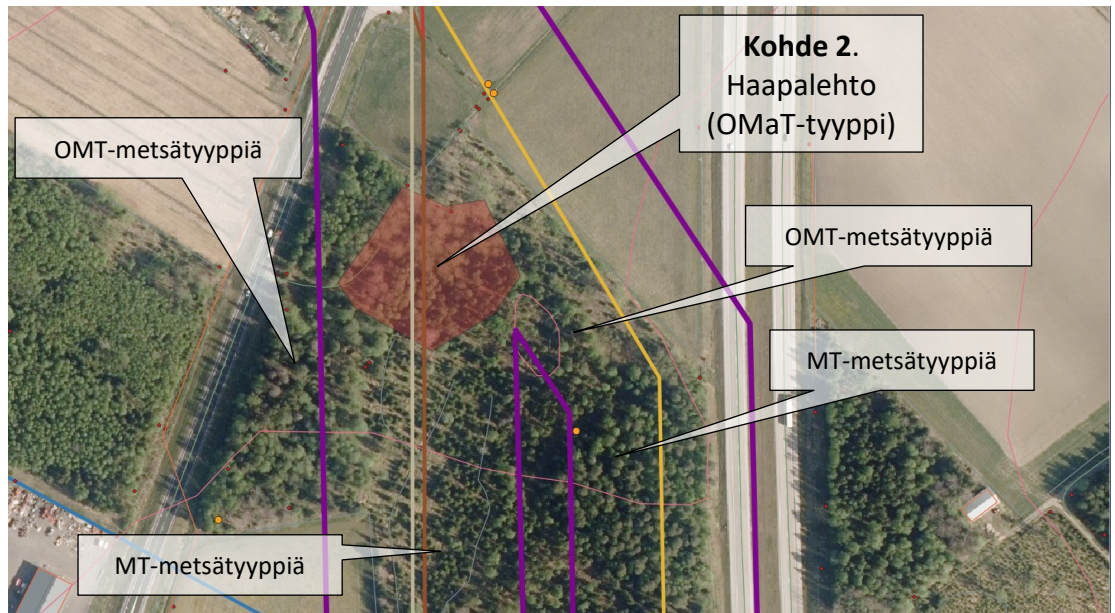 Kohde 2.
Haapalehto
(OMaT-tyyppi)
OMT-metsätyyppiä
OMT-metsätyyppiä
MT-metsätyyppiä
MT-metsätyyppiä